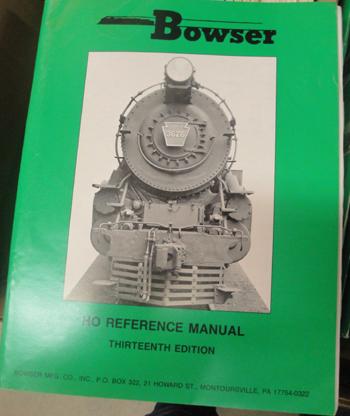 Bowser
3626
HO REFERENCE MANUAL
THIRTEENTH EDITION
BOWSER MFG. CO., INC., P.O. BOX 322, 21 HOWARD ST., MONTOURSVILLE, PA 17754-0322